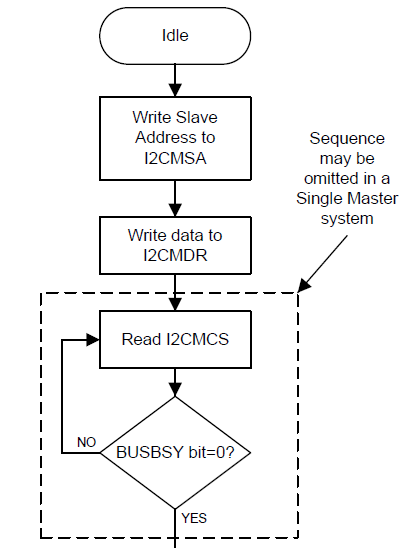 Idle
Write Slave
Address to
I2CMSA
Sequence
may be
omitted in a
Single Master
system
Write data to
I2CMDR
Read I2CMCS
NO
BUSBSY bit=0?
YES